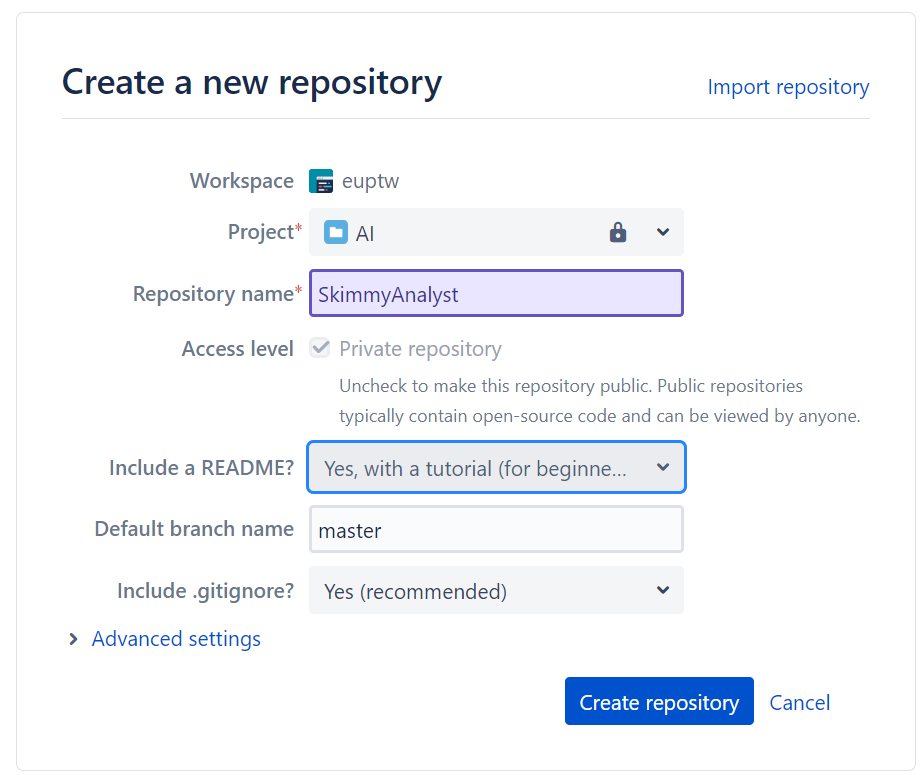 Create a new repository
Import repository
Workspace euptw
Project* AI
Repository name* SkimmyAnalyst
Access level Private repository
Uncheck to make this repository public. Public repositories
typically contain open-source code and can be viewed by anyone.
Include a README? Yes, with a tutorial (for beginne...
Default branch name master
Include .gitignore? Yes (recommended)
Advanced settings
Create repository Cancel